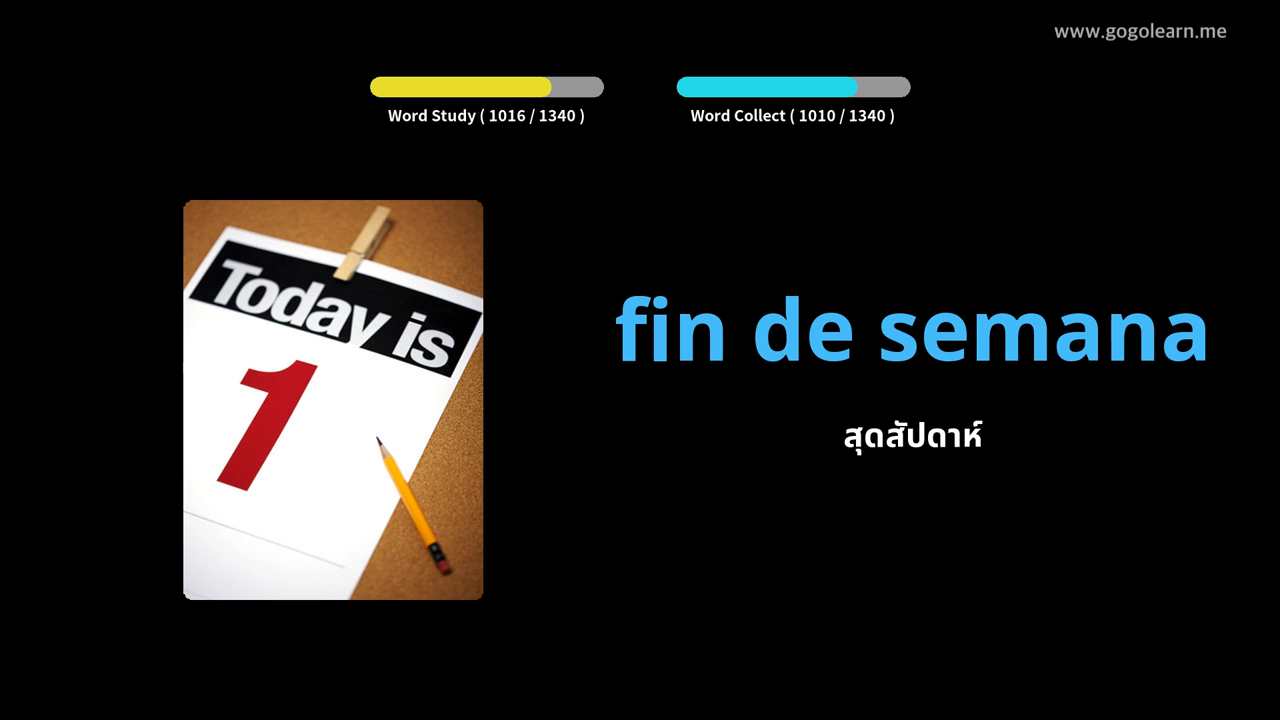 www.gogolearn.me
Word Study ( 1016 / 1340 )
Word Collect ( 1010 / 1340 )
Today is
1
fin de semana
สุดสัปดาห์